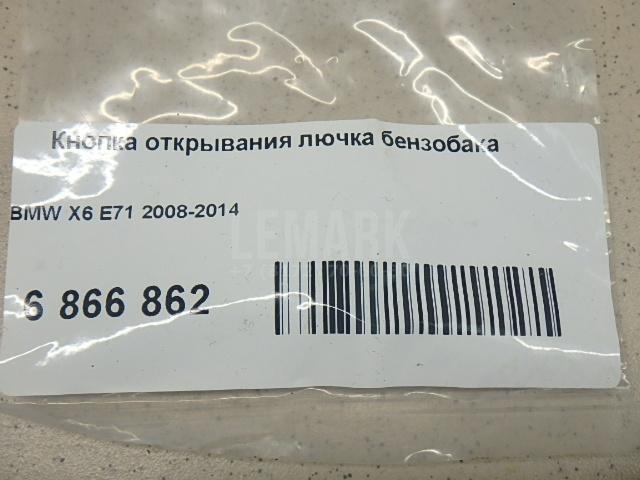 Кнопка открывания лючка бензобака
BMW X6 E71 2008-2014
LEMARK
6 866 862